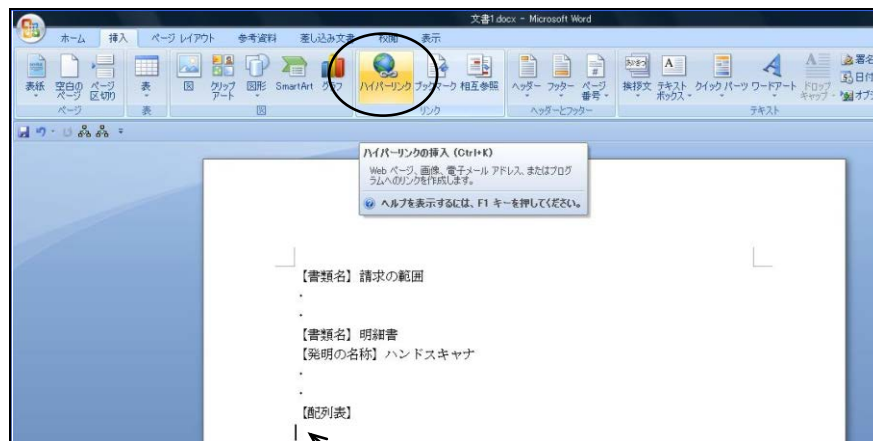 文書1.docx - Microsoft Word
ホーム 挿入 ページ レイアウト 参考資料 差し込み文書 校閲 表示
表紙 空白のページ ページ区切り 表 図 クリップアート 図形 SmartArt グラフ ハイパーリンク ブックマーク 相互参照 ヘッダー フッター ページ番号 挨拶文 テキストボックス クイック パーツ ワードアート ドロップキャップ 署名
日付
オブジ
ページ 表 図 リンク ヘッダーとフッター テキスト
ハイパーリンクの挿入 (Ctrl+K)
Web ページ、画像、電子メール アドレス、またはプログ
ラムへのリンクを作成します。
ヘルプを表示するには、F1 キーを押してください。
【書類名】請求の範囲
・
・
【書類名】明細書
【発明の名称】ハンドスキャナ
・
・
【配列表】